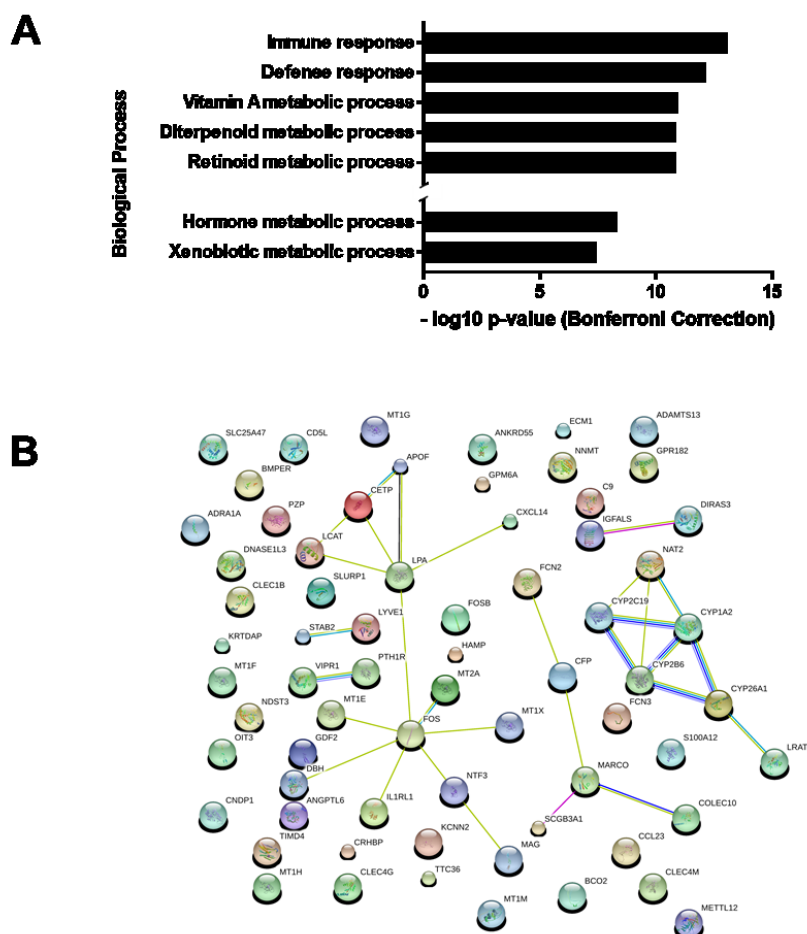 A
Immune response
Defense response
Vitamin A metabolic process
Diterpenoid metabolic process
Retinoid metabolic process
Hormone metabolic process
Xenobiotic metabolic process
Biological Process
0 5 10 15
- log10 p-value (Bonferroni Correction)
B
MT1G
ECM1
ADAMTS13
SLC25A47
CD5L
ANKRD55
APOF
NNMT
GPR182
BMPER
GPM6A
CETP
C9
ADRA1A
PZP
CXCL14
IGFALS
DIRAS3
LCAT
DNASE1L3
LPA
NAT2
SLURP1
FCN2
CLEC1B
CYP2C19
CYP1A2
LYVE1
FOSB
STAB2
KRTDAP
HAMP
CFP
CYP2B6
MT1F
VIPR1
PTH1R
MT2A
CYP26A1
NDST3
MT1E
FCN3
MT1X
FOS
OIT3
GDF2
S100A12
LRAT
DBH
MARCO
NTF3
CNDP1
ANGPTL6
IL1RL1
COLEC10
SCGB3A1
TIMD4
CRHBP
KCNN2
MAG
CCL23
MT1H
CLEC4G
TTC36
BCO2
CLEC4M
MT1M
METTL12